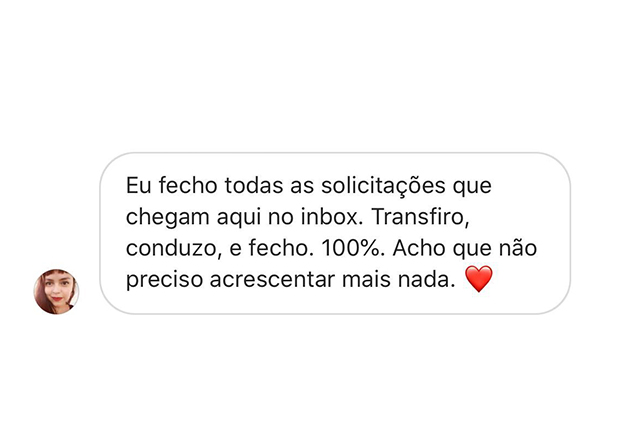 Eu fecho todas as solicitações que
chegam aqui no inbox. Transfiro,
conduzo, e fecho. 100%. Acho que não
preciso acrescentar mais nada. ❤️